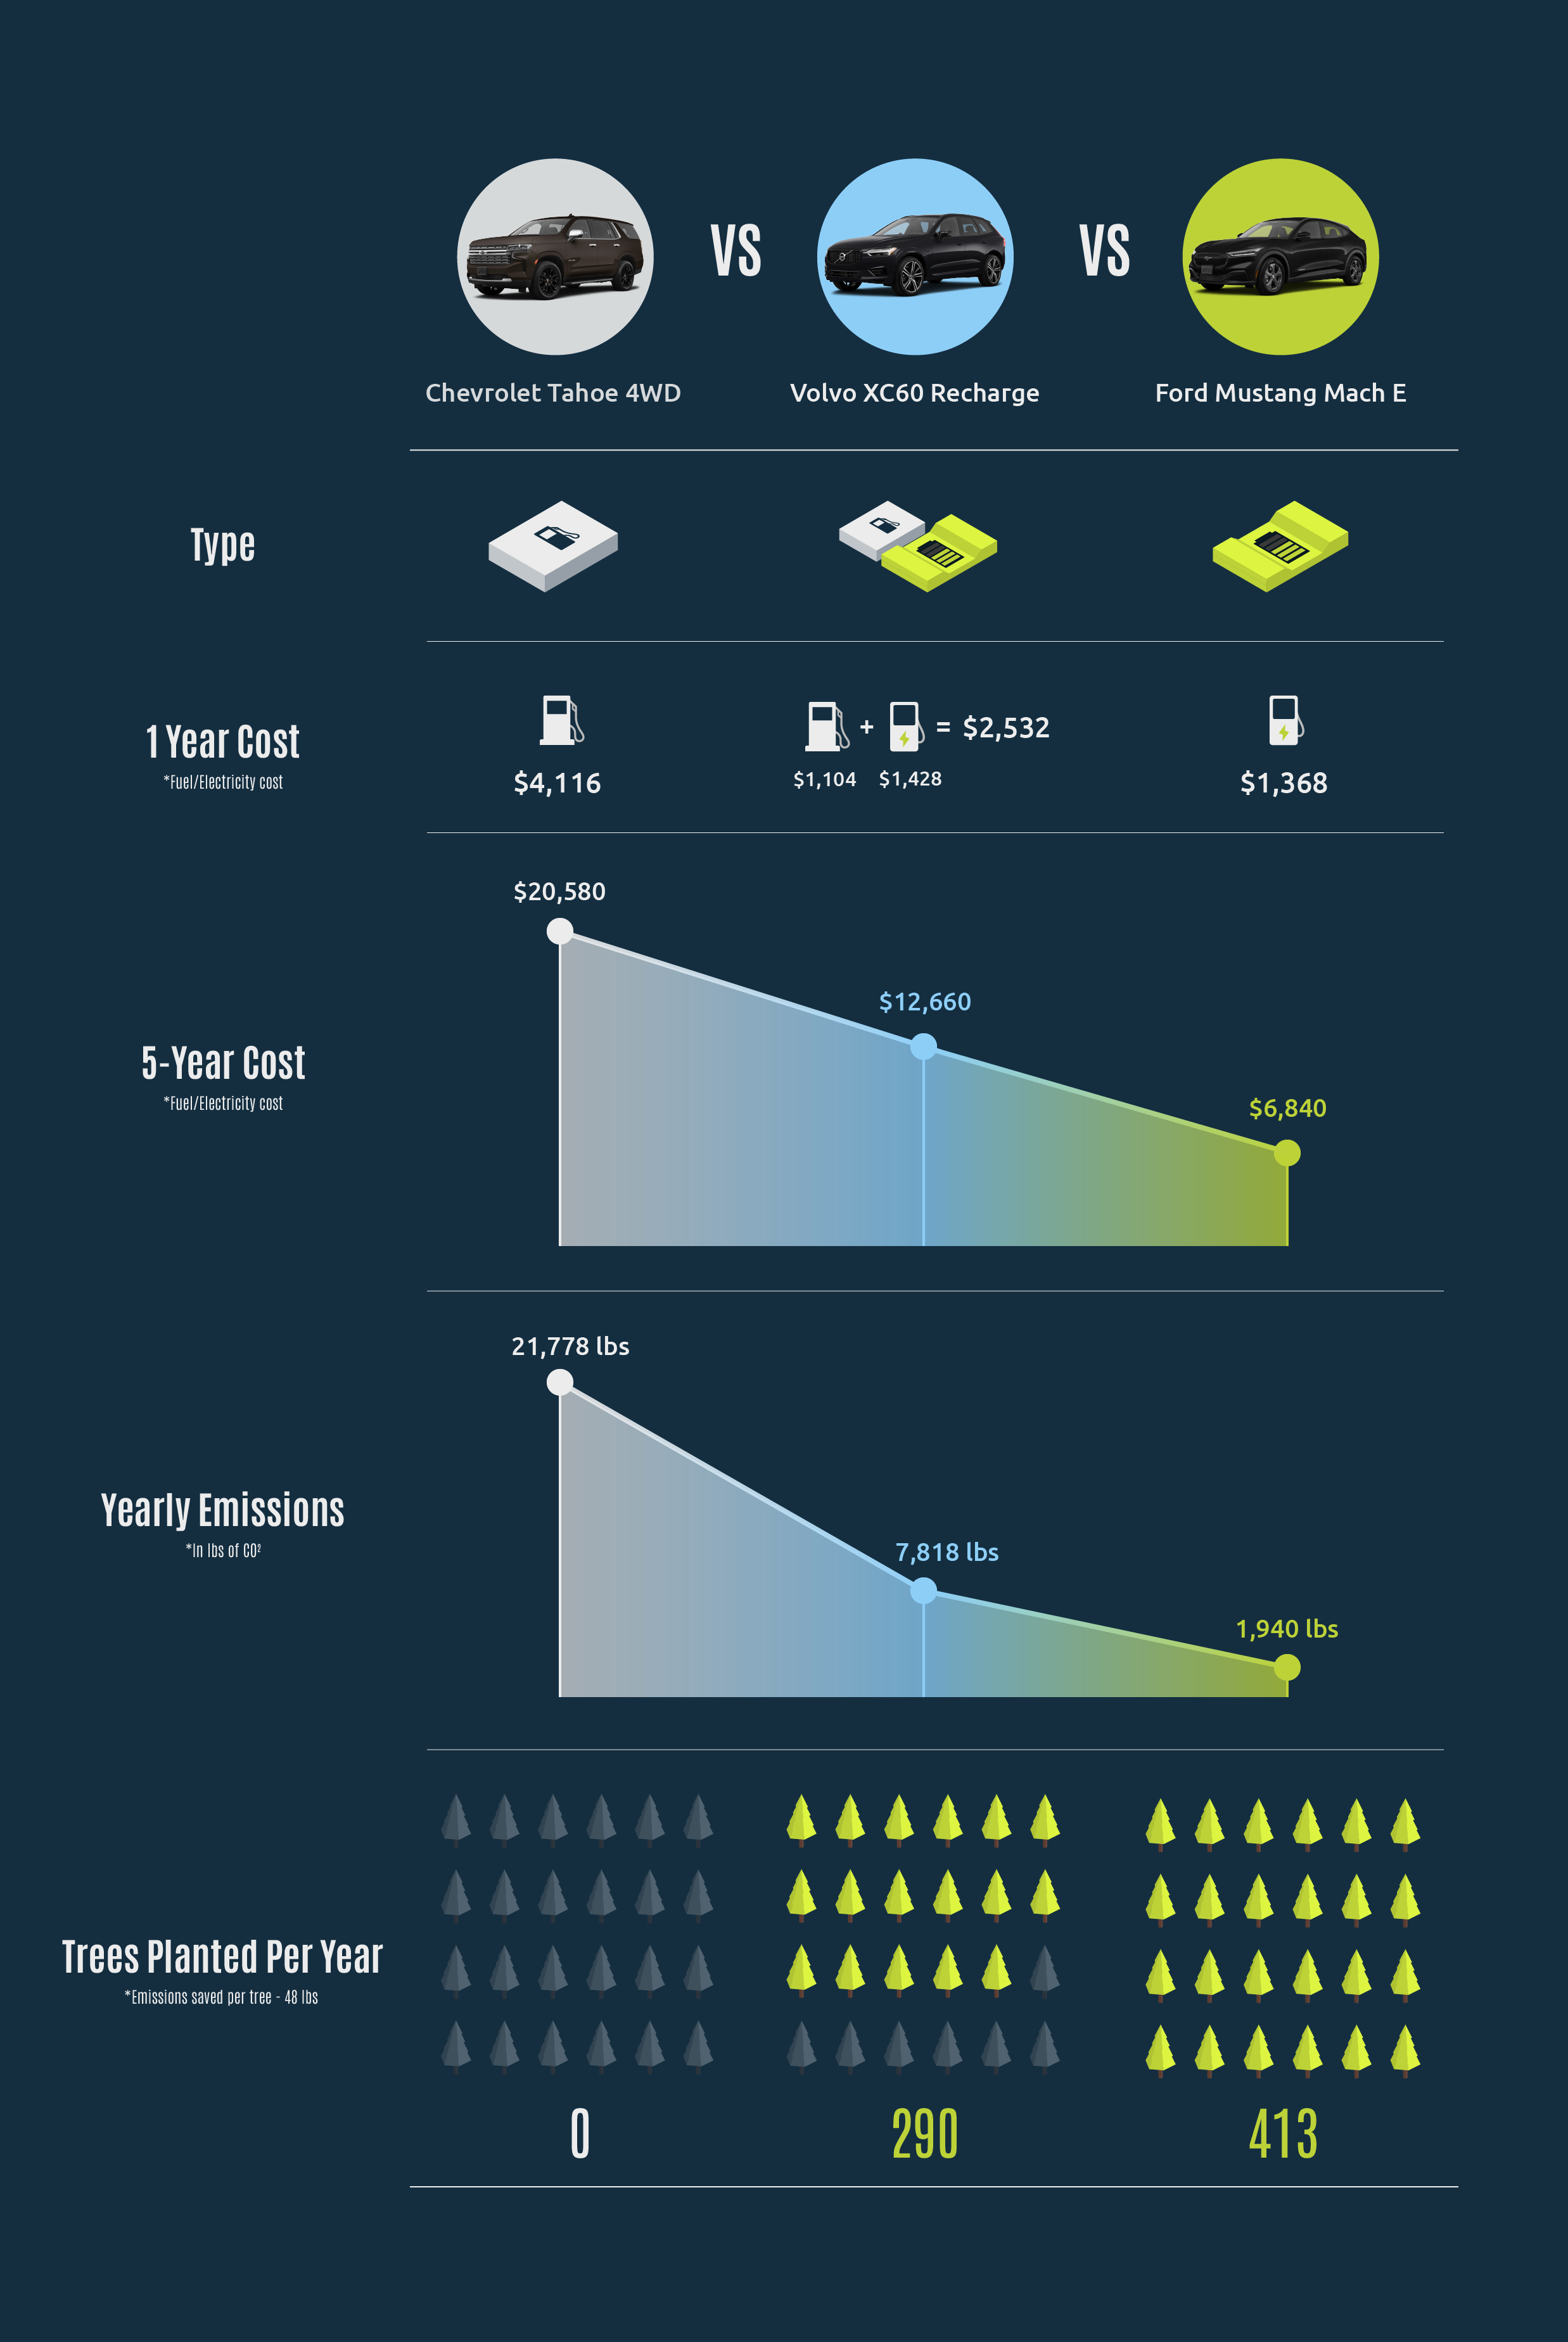 VS
VS
Chevrolet Tahoe 4WD
Volvo XC60 Recharge
Ford Mustang Mach E
Type
1 Year Cost
*Fuel/Electricity cost
$4,116
+ = $2,532
$1,104 $1,428
$1,368
5-Year Cost
*Fuel/Electricity cost
$20,580
$12,660
$6,840
Yearly Emissions
*In lbs of CO²
21,778 lbs
7,818 lbs
1,940 lbs
Trees Planted Per Year
*Emissions saved per tree - 48 lbs
0
290
413